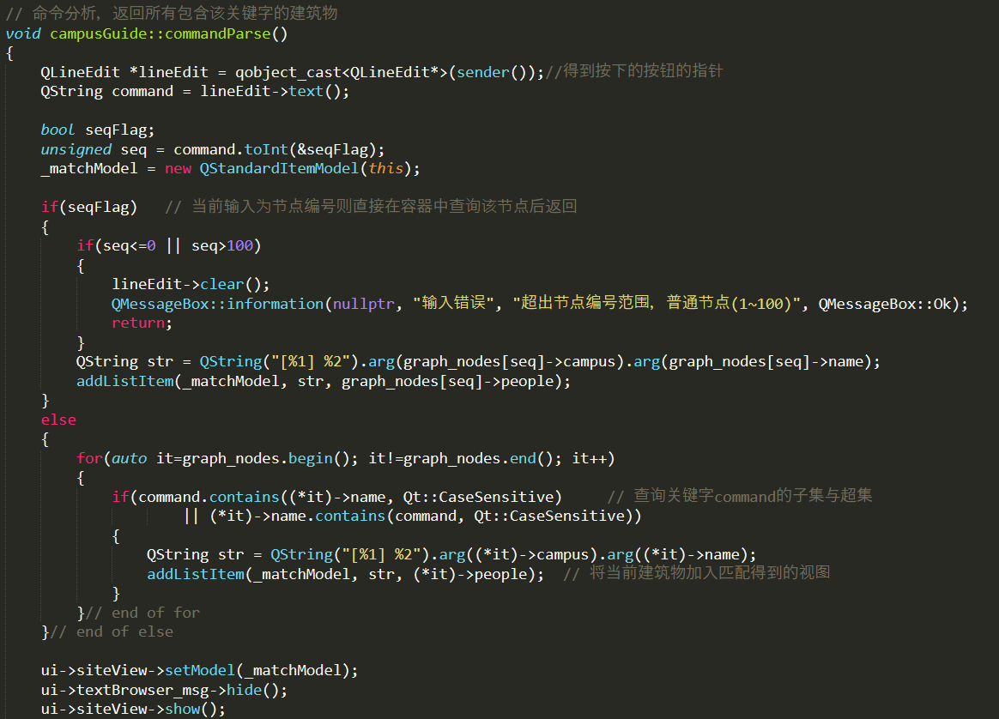 // 命令分析，返回所有包含该关键字的建筑物
void campusGuide::commandParse()
{
    QLineEdit *lineEdit = qobject_cast<QLineEdit*>(sender());//得到按下的按钮的指针
    QString command = lineEdit->text();

    bool seqFlag;
    unsigned seq = command.toInt(&seqFlag);
    _matchModel = new QStandardItemModel(this);

    if(seqFlag)   // 当前输入为节点编号则直接在容器中查询该节点后返回
    {
        if(seq<=0 || seq>100)
        {
            lineEdit->clear();
            QMessageBox::information(nullptr, "输入错误", "超出节点编号范围，普通节点(1~100)", QMessageBox::Ok);
            return;
        }
        QString str = QString("[%1] %2").arg(graph_nodes[seq]->campus).arg(graph_nodes[seq]->name);
        addListItem(_matchModel, str, graph_nodes[seq]->people);
    }
    else
    {
        for(auto it=graph_nodes.begin(); it!=graph_nodes.end(); it++)
        {
            if(command.contains((*it)->name, Qt::CaseSensitive)     // 查询关键字command的子集与超集
                    || (*it)->name.contains(command, Qt::CaseSensitive))
            {
                QString str = QString("[%1] %2").arg((*it)->campus).arg((*it)->name);
                addListItem(_matchModel, str, (*it)->people);  // 将当前建筑物加入匹配得到的视图
            }
        }// end of for
    }// end of else

    ui->siteView->setModel(_matchModel);
    ui->textBrowser_msg->hide();
    ui->siteView->show();